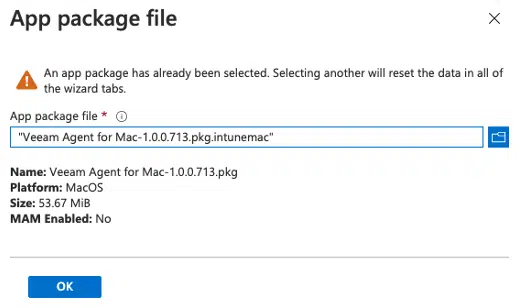 App package file
An app package has already been selected. Selecting another will reset the data in all of
the wizard tabs.
App package file *
"Veeam Agent for Mac-1.0.0.713.pkg.intunemac"
Name: Veeam Agent for Mac-1.0.0.713.pkg
Platform: MacOS
Size: 53.67 MiB
MAM Enabled: No
OK